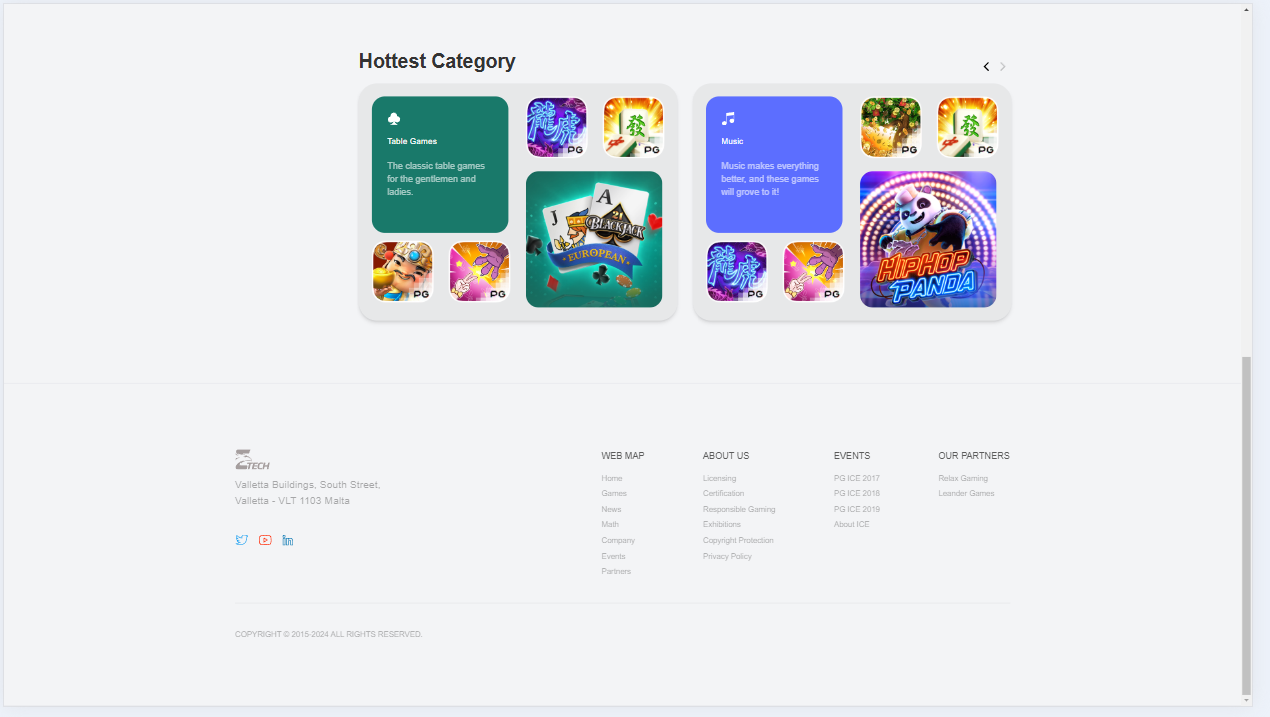 Hottest Category
Table Games
The classic table games
for the gentlemen and
ladies.
龍虎
PG
發
PG
PG
PG
J
A
21
BLACKJACK
EUROPEAN
Music
Music makes everything
better, and these games
will grove to it!
PG
發
PG
龍虎
PG
PG
HIPHOP
PANDA
TECH
Valletta Buildings, South Street,
Valletta - VLT 1103 Malta
in
WEB MAP
Home
Games
News
Math
Company
Events
Partners
ABOUT US
Licensing
Certification
Responsible Gaming
Exhibitions
Copyright Protection
Privacy Policy
EVENTS
PG ICE 2017
PG ICE 2018
PG ICE 2019
About ICE
OUR PARTNERS
Relax Gaming
Leander Games
COPYRIGHT © 2015-2024 ALL RIGHTS RESERVED.